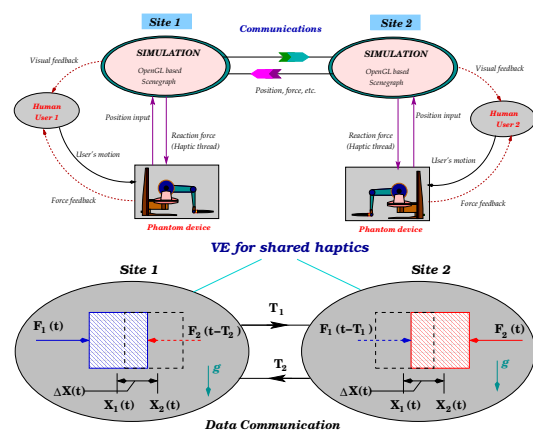 Site 1
Site 2
Communications
SIMULATION
OpenGL based
Scenegraph
SIMULATION
OpenGL based
Scenegraph
Visual feedback
Visual feedback
Position, force, etc.
Human
User 1
Human
User 2
Position input
Position input
Reaction force
(Haptic thread)
Reaction force
(Haptic thread)
User's motion
User's motion
Force feedback
Force feedback
Phantom device
Phantom device
VE for shared haptics
Site 1
Site 2
F₁(t)
F₂(t-T₂)
T₁
F₁(t-T₁)
F₂(t)
T₂
g
g
ΔX(t)
X₁(t)
X₂(t)
ΔX(t)
X₁(t)
X₂(t)
Data Communication